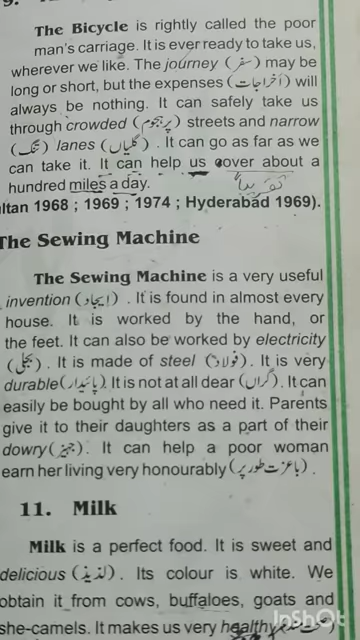 The Bicycle is rightly called the poor
man's carriage. It is ever ready to take us,
wherever we like. The journey (سفر) may be
long or short, but the expenses (اخراجات) will
always be nothing. It can safely take us
through crowded (پرہجوم) streets and narrow
(تنگ) lanes (گلیاں). It can go as far as we
can take it. It can help us cover about a
hundred miles a day. تقریباً
ltan 1968 ; 1969 ; 1974 ; Hyderabad 1969).
The Sewing Machine
The Sewing Machine is a very useful
invention (ایجاد). It is found in almost every
house. It is worked by the hand, or
the feet. It can also be worked by electricity
(بجلی). It is made of steel (فولاد). It is very
durable (پائیدار). It is not at all dear (گراں). It can
easily be bought by all who need it. Parents
give it to their daughters as a part of their
dowry (جہیز). It can help a poor woman
earn her living very honourably (باعزت طور پر).
11. Milk
Milk is a perfect food. It is sweet and
delicious (لذیذ). Its colour is white. We
obtain it from cows, buffaloes, goats and
she-camels. It makes us very healthy
InShot